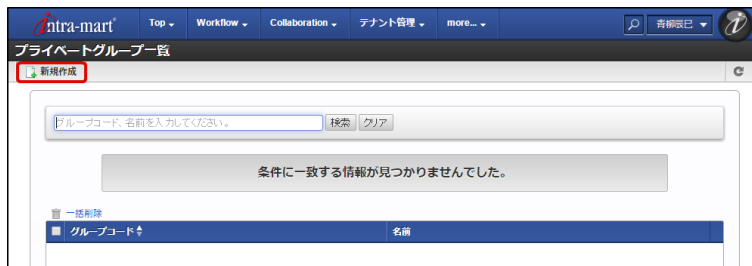 intra-mart Top Workflow Collaboration テナント管理 more... 青柳辰巳
プライベートグループ一覧
新規作成
グループコード、名前を入力してください。 検索 クリア
条件に一致する情報が見つかりませんでした。
一括削除
グループコード 名前